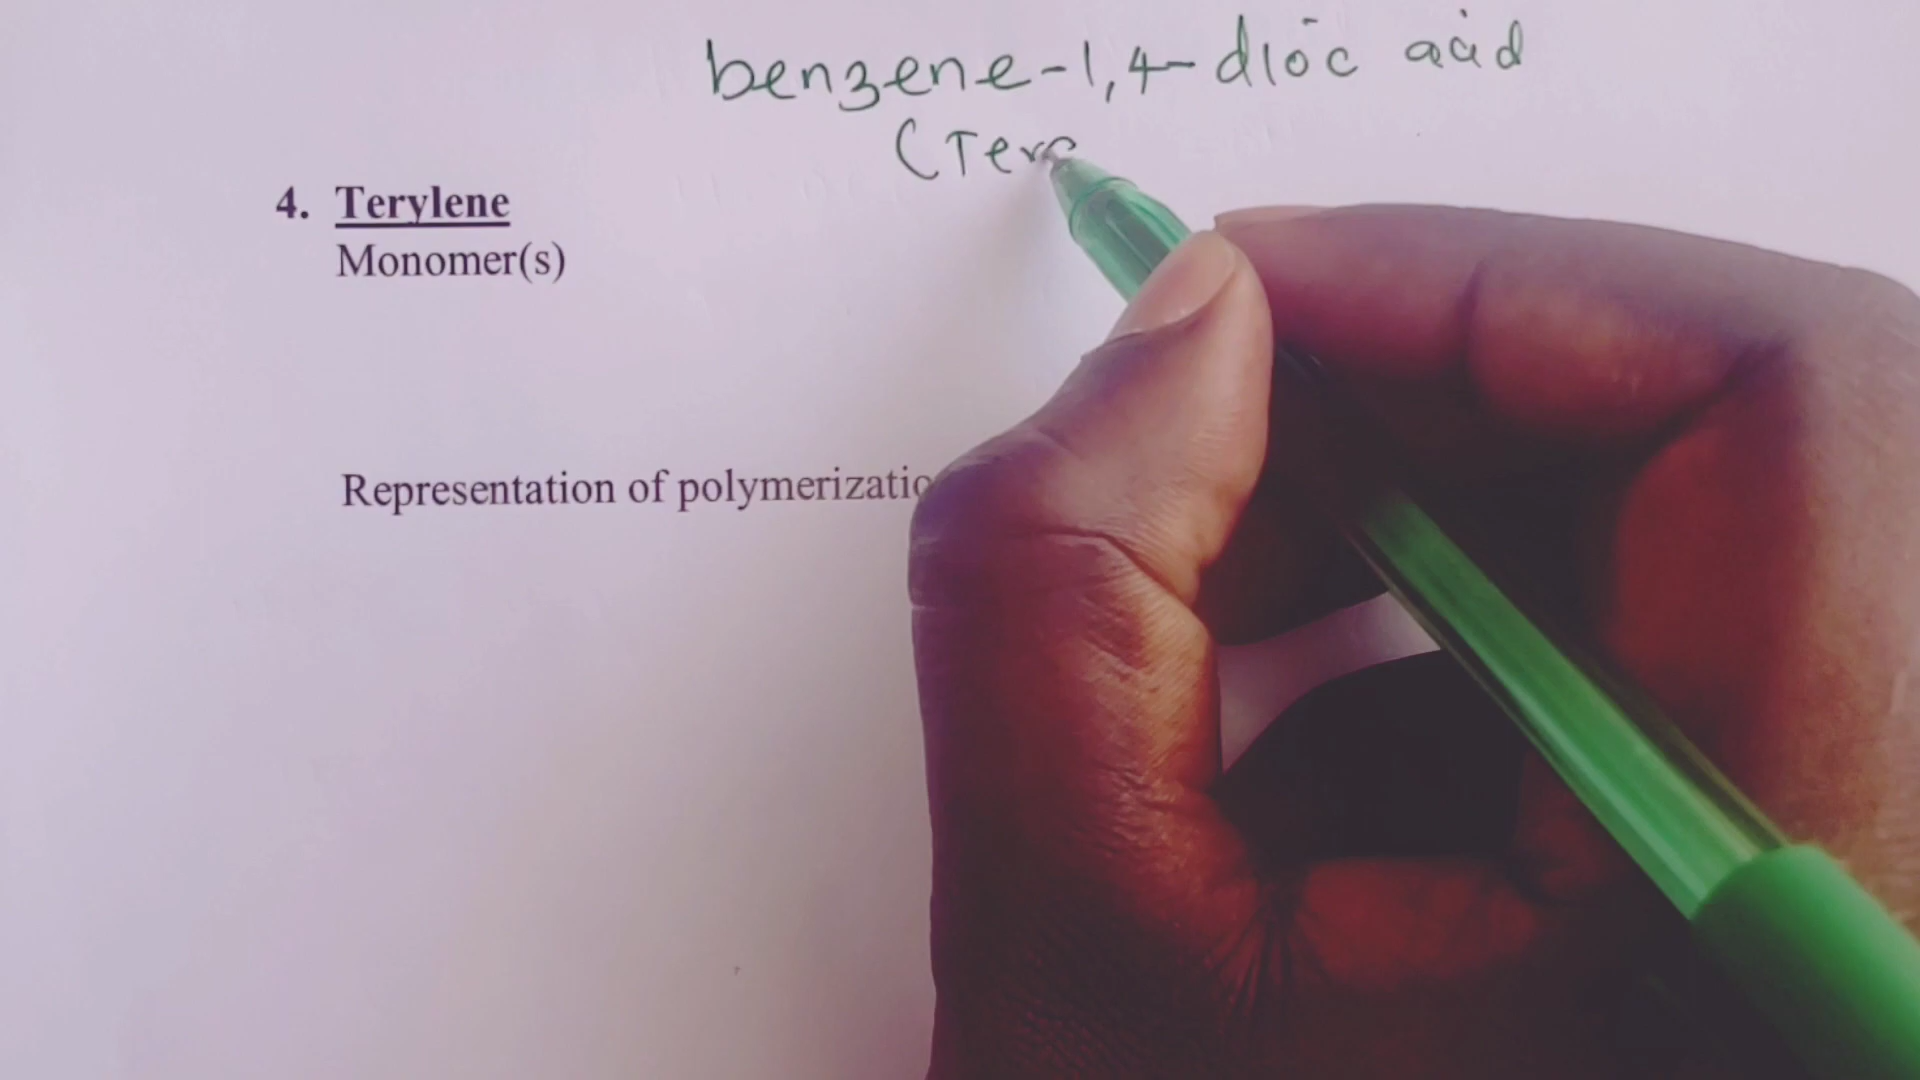 benzene-1,4-dioc acid
(Tere
4. Terylene
Monomer(s)
Representation of polymerizatio